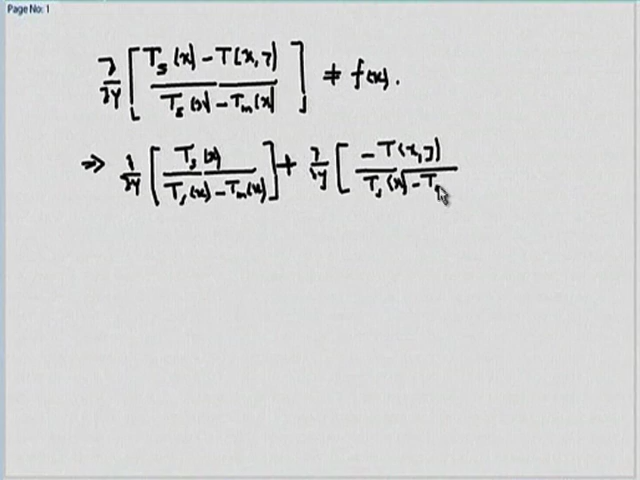 Page No: 1
∂/∂y [ (T_s(x) - T(x,y)) / (T_s(x) - T_m(x)) ] ≠ f(x).
⇒ ∂/∂y [ T_s(x) / (T_s(x) - T_m(x)) ] + ∂/∂y [ -T(x,y) / (T_s(x) - T